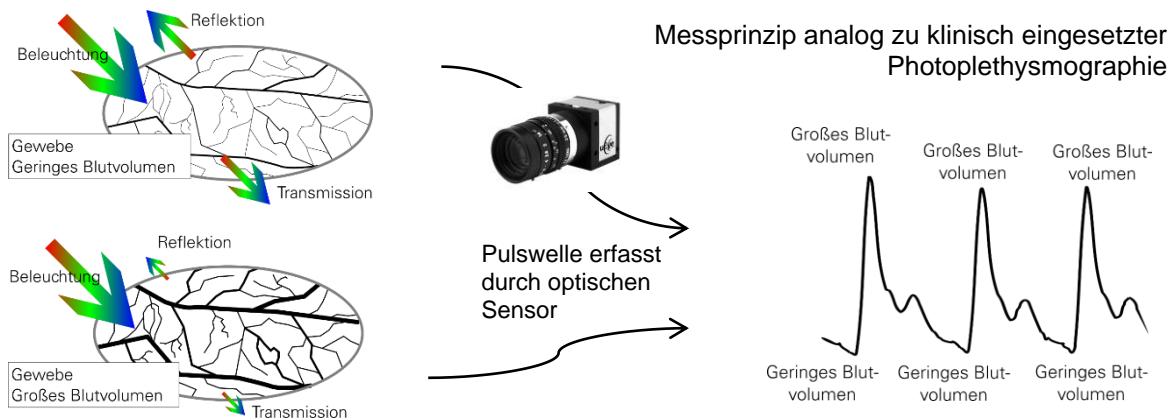 Reflektion
Beleuchtung
Gewebe
Geringes Blutvolumen
Transmission
Reflektion
Beleuchtung
Gewebe
Großes Blutvolumen
Transmission
Pulswelle erfasst
durch optischen
Sensor
Messprinzip analog zu klinisch eingesetzter
Photoplethysmographie
Großes Blut-
volumen
Großes Blut-
volumen
Großes Blut-
volumen
Geringes Blut-
volumen
Geringes Blut-
volumen
Geringes Blut-
volumen